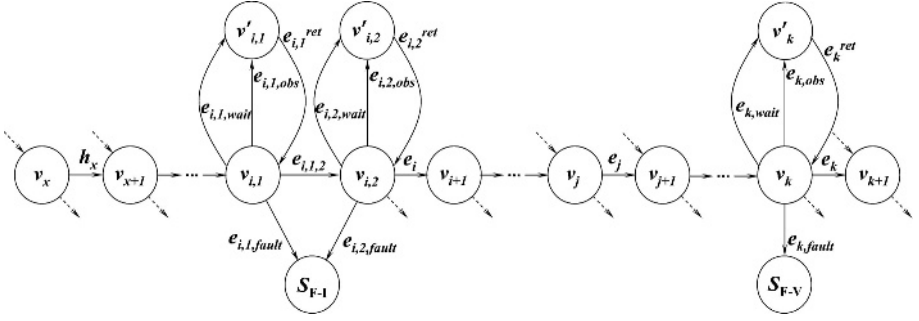 v'i,1 ei,1ret v'i,2 ei,2ret v'k ekret
ei,1,obs ei,2,obs ek,obs
ei,1,wait ei,2,wait ek,wait
hx ei,1,2 ei ej ek
vx vx+1 ... vi,1 vi,2 vi+1 ... vj vj+1 ... vk vk+1
ei,1,fault ei,2,fault ek,fault
SF-I SF-V